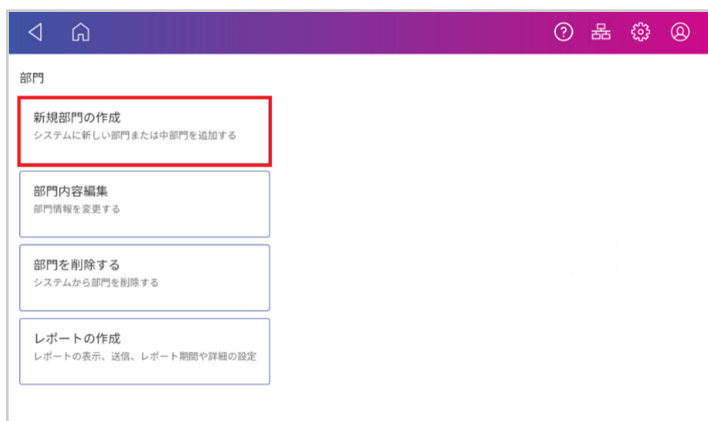 部門
新規部門の作成
システムに新しい部門または中部門を追加する
部門内容編集
部門情報を変更する
部門を削除する
システムから部門を削除する
レポートの作成
レポートの表示、送信、レポート期間や詳細の設定